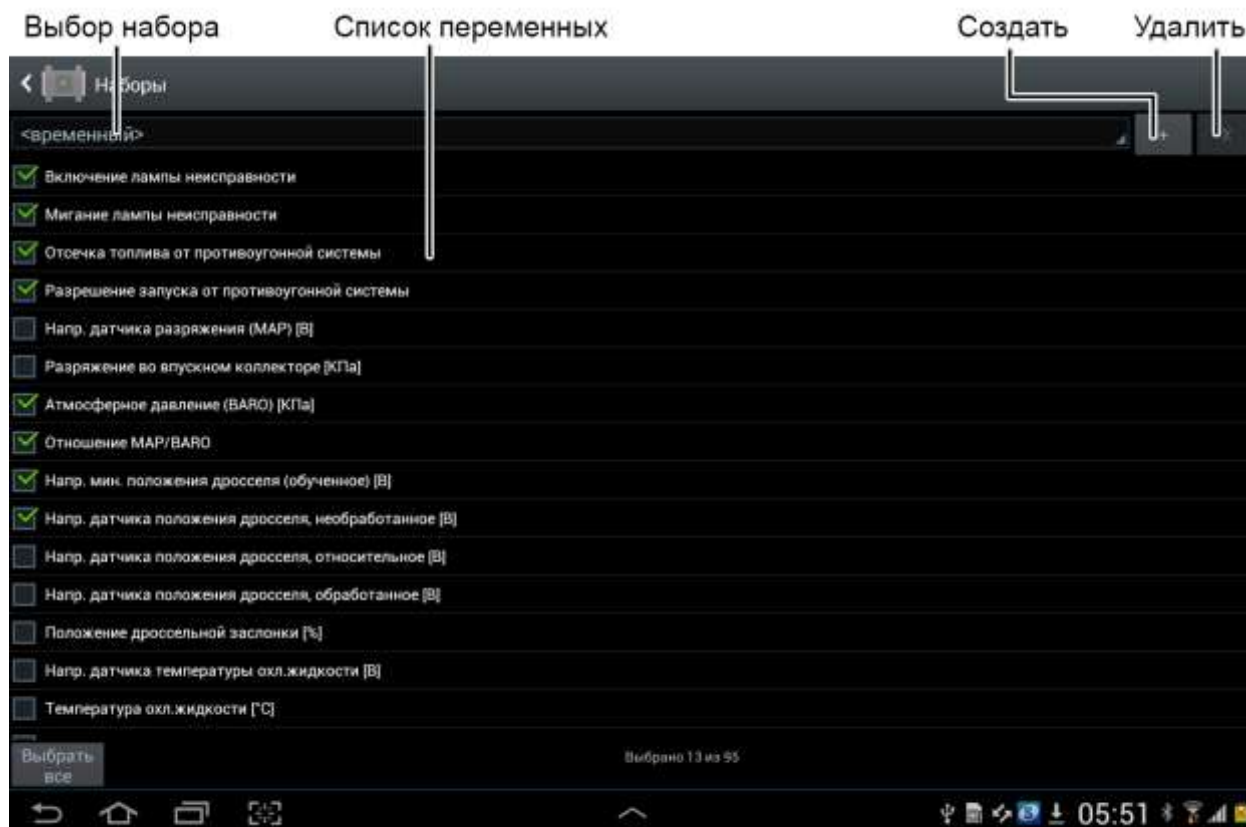 Выбор набора Список переменных Создать Удалить
Наборы
<временный> +
Включение лампы неисправности
Мигание лампы неисправности
Отсечка топлива от противоугонной системы
Разрешение запуска от противоугонной системы
Напр. датчика разряжения (MAP) [В]
Разряжение во впускном коллекторе [КПа]
Атмосферное давление (BARO) [КПа]
Отношение MAP/BARO
Напр. мин. положения дросселя (обученное) [В]
Напр. датчика положения дросселя, необработанное [В]
Напр. датчика положения дросселя, относительное [В]
Напр. датчика положения дросселя, обработанное [В]
Положение дроссельной заслонки [%]
Напр. датчика температуры охл.жидкости [В]
Температура охл.жидкости [°C]
Выбрать
все
Выбрано 13 из 95
05:51